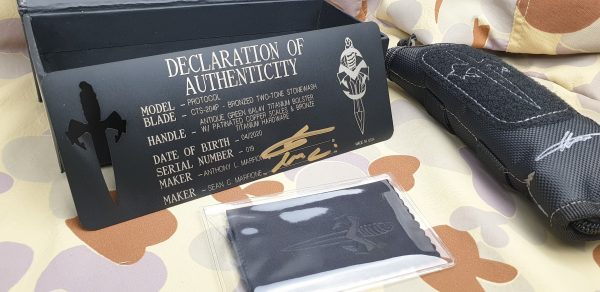 DECLARATION OF
AUTHENTICITY
MODEL - PROTOCOL
BLADE - CTS-204P - BRONZED TWO-TONE STONEWASH
ANTIQUE GREEN 6AL4V TITANIUM BOLSTER
HANDLE - W/ PATINATED COPPER SCALES & BRONZE
TITANIUM HARDWARE
DATE OF BIRTH - 04/2020
SERIAL NUMBER - 019
MAKER - ANTHONY L. MARFIONE
MAKER - SEAN C. MARFIONE
MADE IN USA